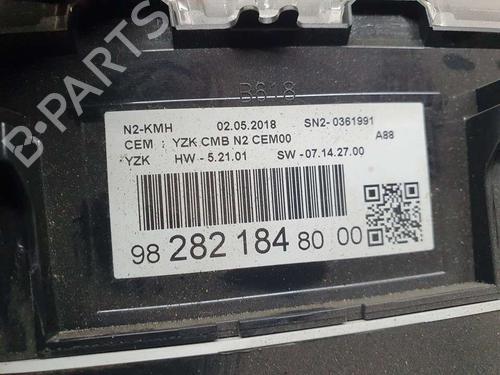 B618
N2-KMH 02.05.2018 SN2-0361991
CEM : YZK CMB N2 CEM00 A88
YZK HW - 5.21.01 SW - 07.14.27.00
98 282 184 80 00
B-PARTS